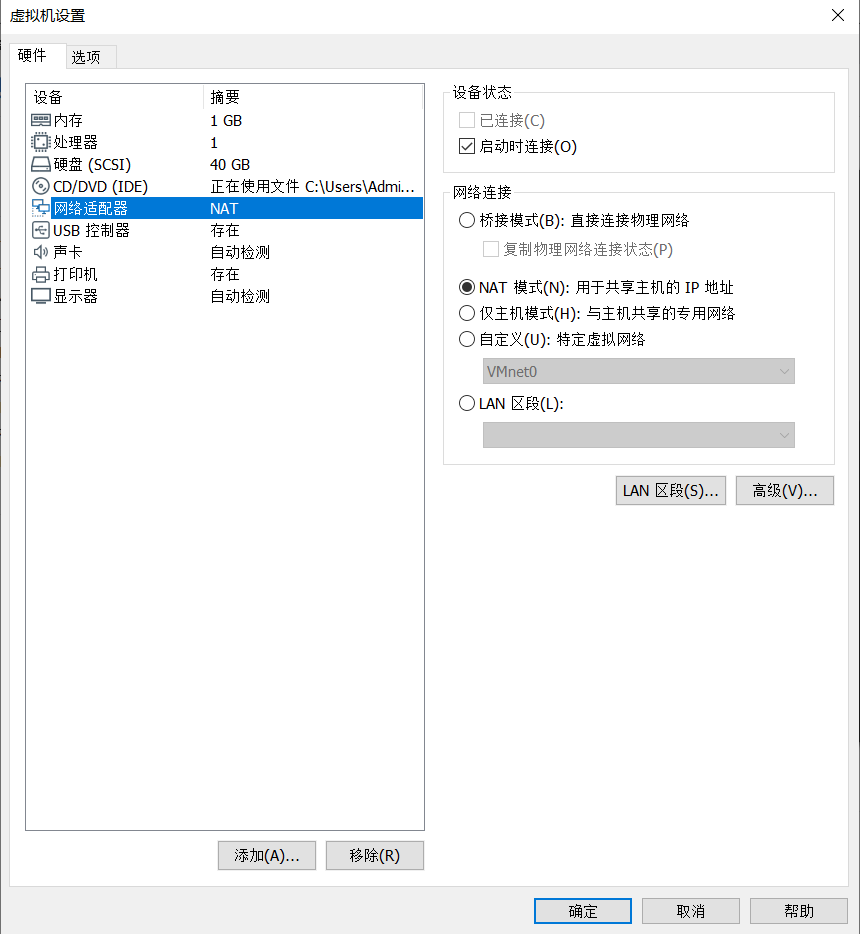 虚拟机设置
硬件 选项
设备 摘要
内存 1 GB
处理器 1
硬盘 (SCSI) 40 GB
CD/DVD (IDE) 正在使用文件 C:\Users\Admi...
网络适配器 NAT
USB 控制器 存在
声卡 自动检测
打印机 存在
显示器 自动检测
添加(A)... 移除(R)
设备状态
已连接(C)
启动时连接(O)
网络连接
桥接模式(B): 直接连接物理网络
复制物理网络连接状态(P)
NAT 模式(N): 用于共享主机的 IP 地址
仅主机模式(H): 与主机共享的专用网络
自定义(U): 特定虚拟网络
VMnet0
LAN 区段(L):
LAN 区段(S)... 高级(V)...
确定 取消 帮助